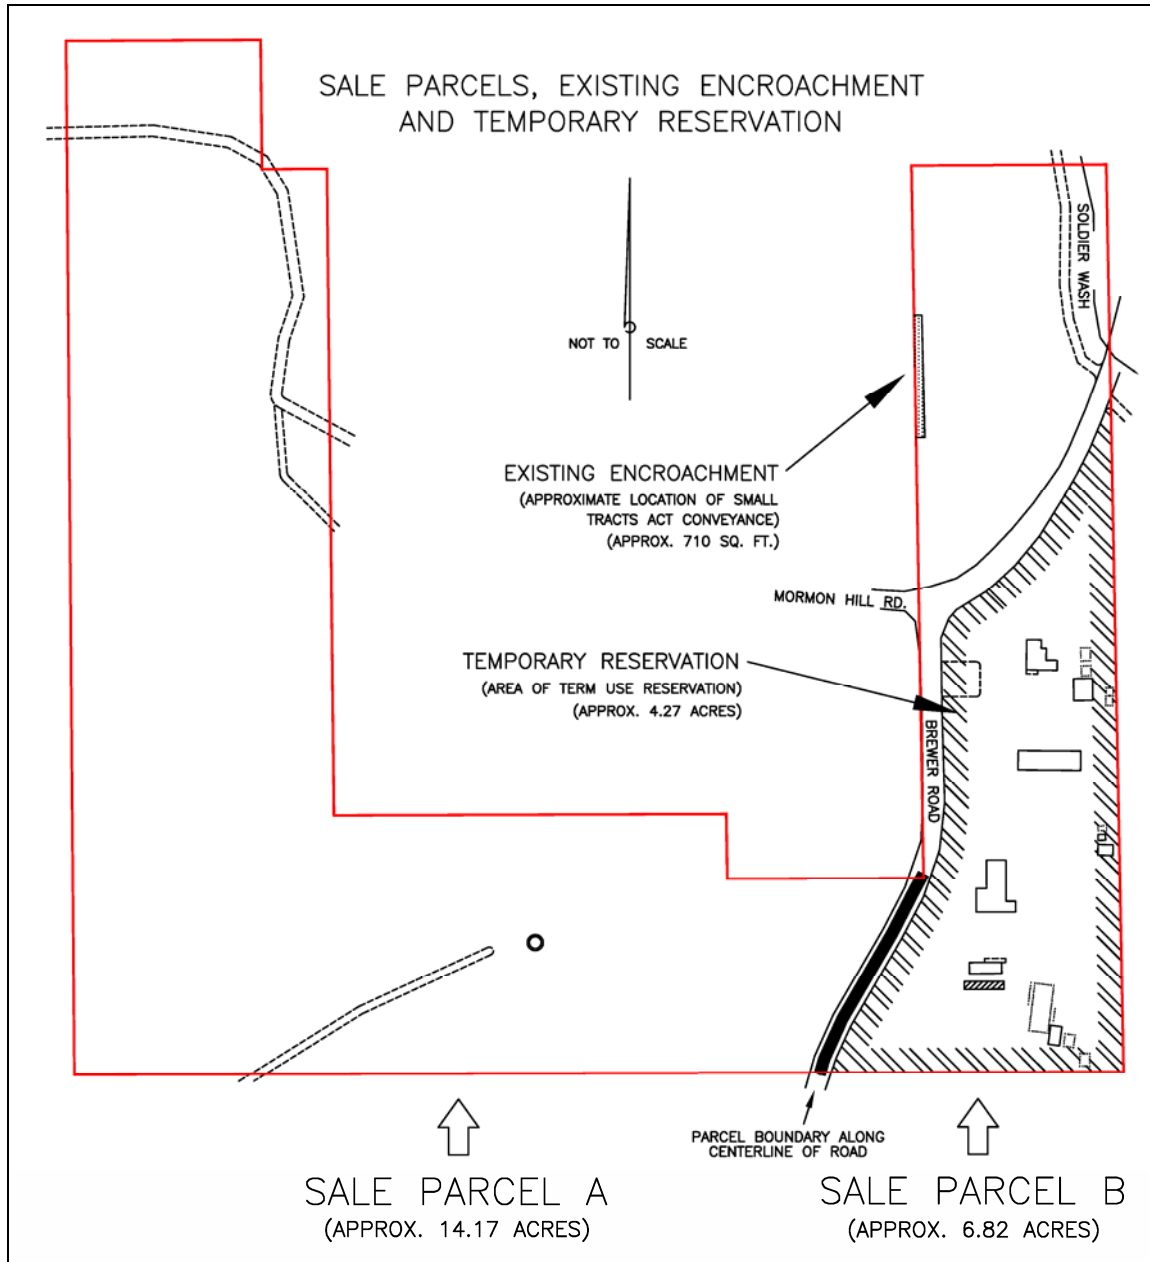 SALE PARCELS, EXISTING ENCROACHMENT
AND TEMPORARY RESERVATION
SOLDIER WASH
NOT TO SCALE
EXISTING ENCROACHMENT
(APPROXIMATE LOCATION OF SMALL
TRACTS ACT CONVEYANCE)
(APPROX. 710 SQ. FT.)
MORMON HILL RD.
TEMPORARY RESERVATION
(AREA OF TERM USE RESERVATION)
(APPROX. 4.27 ACRES)
BREWER ROAD
PARCEL BOUNDARY ALONG
CENTERLINE OF ROAD
SALE PARCEL A
(APPROX. 14.17 ACRES)
SALE PARCEL B
(APPROX. 6.82 ACRES)